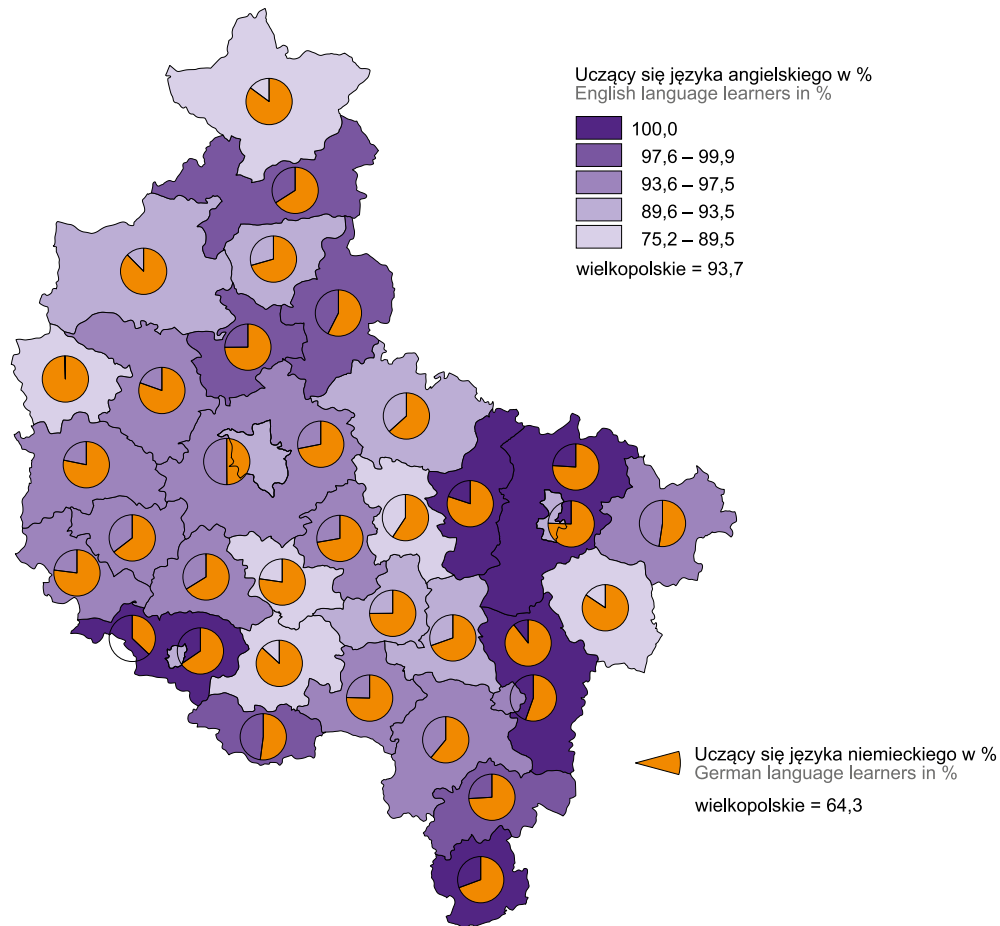 Uczący się języka angielskiego w %
English language learners in %
100,0
97,6 – 99,9
93,6 – 97,5
89,6 – 93,5
75,2 – 89,5
wielkopolskie = 93,7
Uczący się języka niemieckiego w %
German language learners in %
wielkopolskie = 64,3